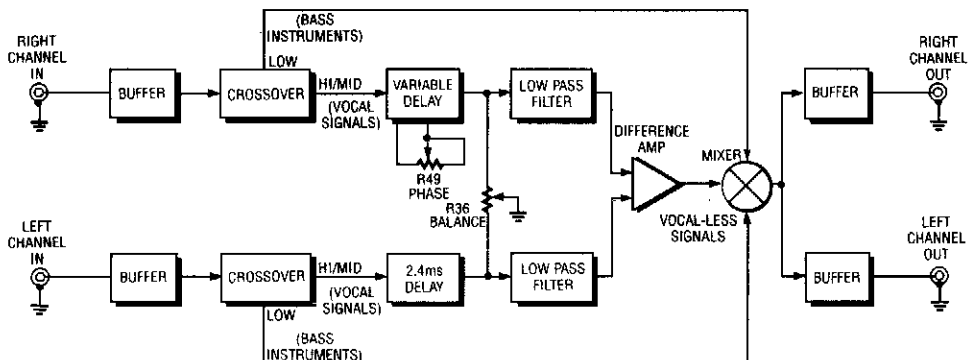 (BASS
INSTRUMENTS)
RIGHT
CHANNEL
IN
BUFFER
CROSSOVER
LOW
HI/MID
(VOCAL
SIGNALS)
VARIABLE
DELAY
R49
PHASE
LOW PASS
FILTER
DIFFERENCE
AMP
MIXER
BUFFER
RIGHT
CHANNEL
OUT
R36
BALANCE
VOCAL-LESS
SIGNALS
LEFT
CHANNEL
IN
BUFFER
CROSSOVER
LOW
HI/MID
(VOCAL
SIGNALS)
2.4ms
DELAY
LOW PASS
FILTER
BUFFER
LEFT
CHANNEL
OUT
(BASS
INSTRUMENTS)